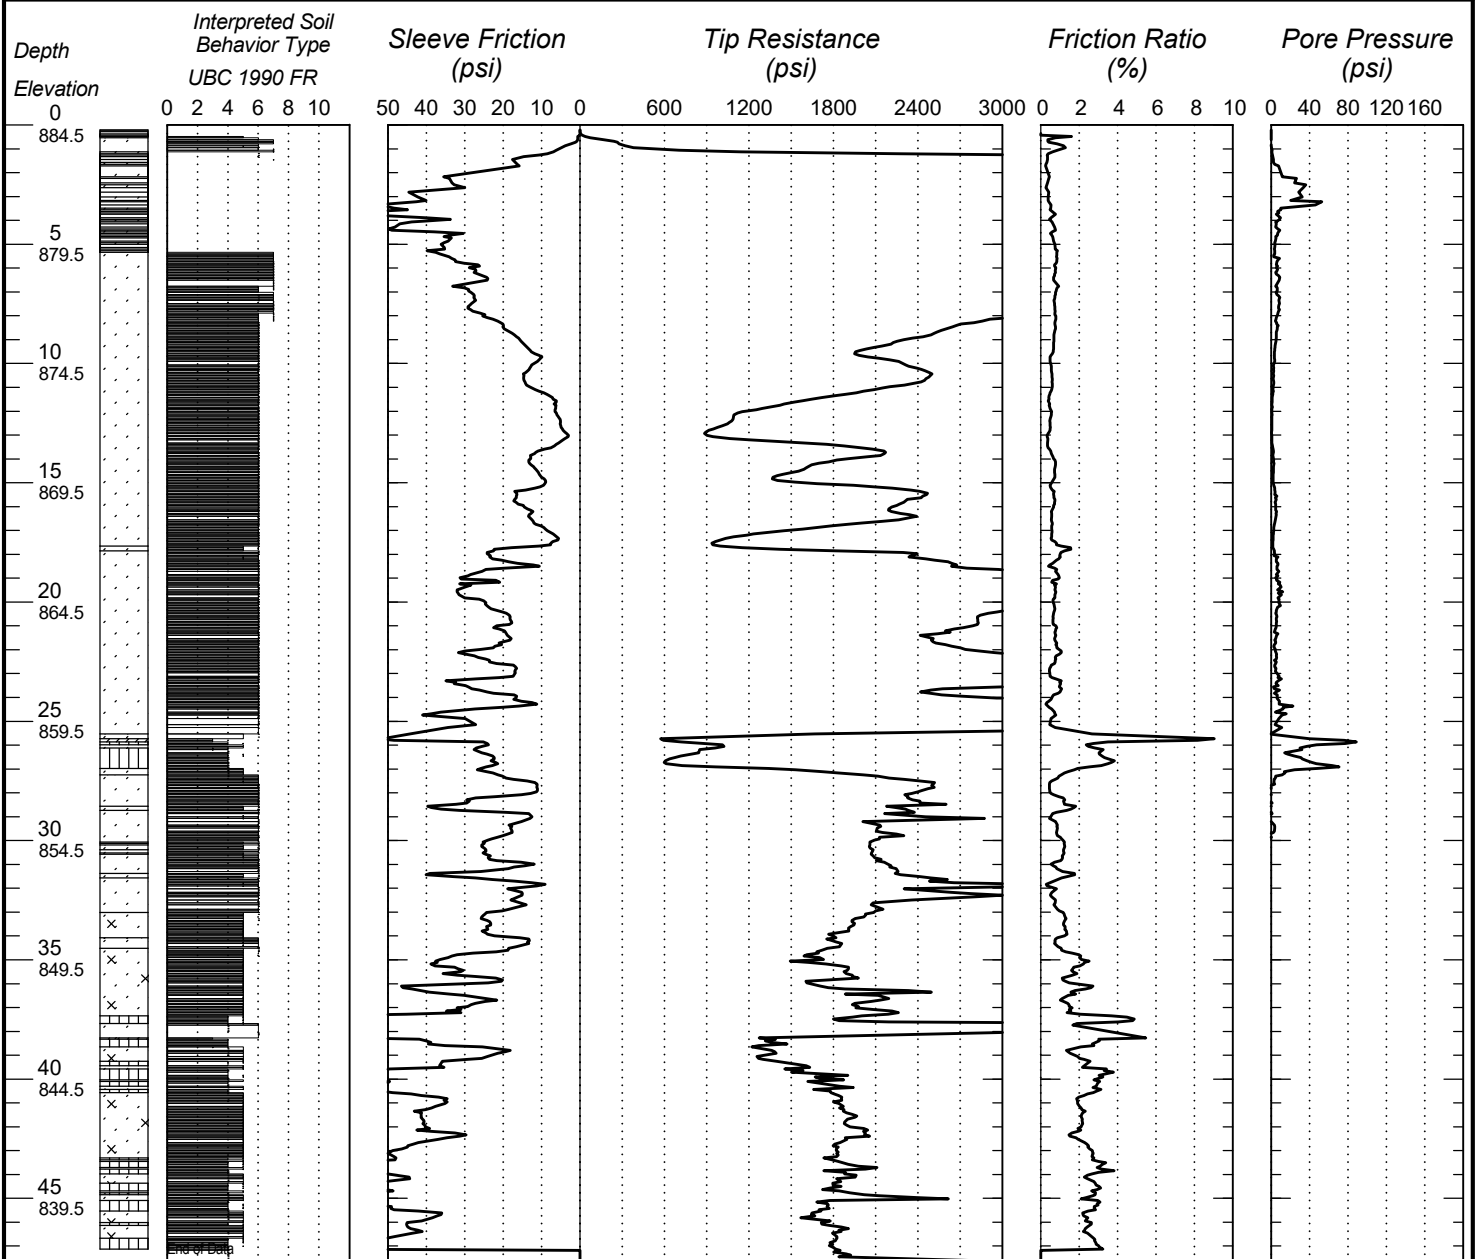 Depth
Elevation
Interpreted Soil
Behavior Type
UBC 1990 FR
Sleeve Friction
(psi)
Tip Resistance
(psi)
Friction Ratio
(%)
Pore Pressure
(psi)
0 2 4 6 8 10
50 40 30 20 10 0 600 1200 1800 2400 3000
0 2 4 6 8 10
0 40 80 120 160
0
884.5
5
879.5
10
874.5
15
869.5
20
864.5
25
859.5
30
854.5
35
849.5
40
844.5
45
839.5
End of Data